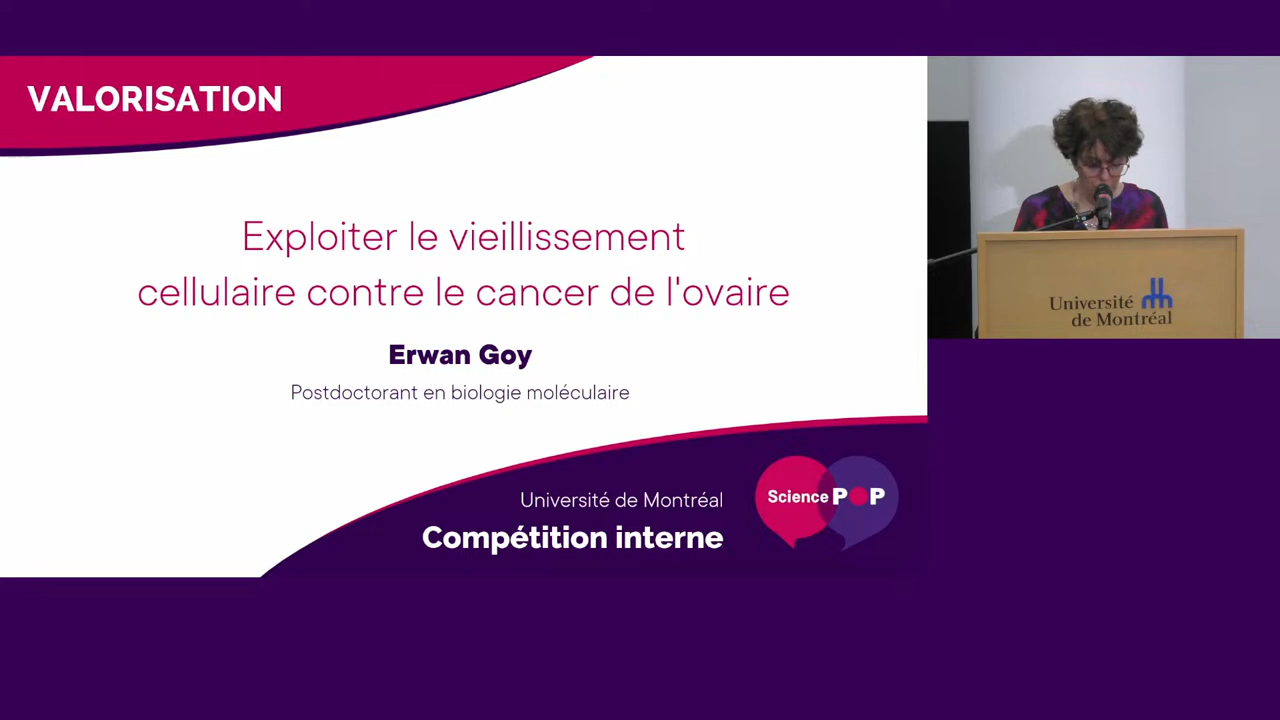 VALORISATION
Exploiter le vieillissement
cellulaire contre le cancer de l'ovaire
Erwan Goy
Postdoctorant en biologie moléculaire
Université de Montréal
Compétition interne
Science POP
Université
de Montréal